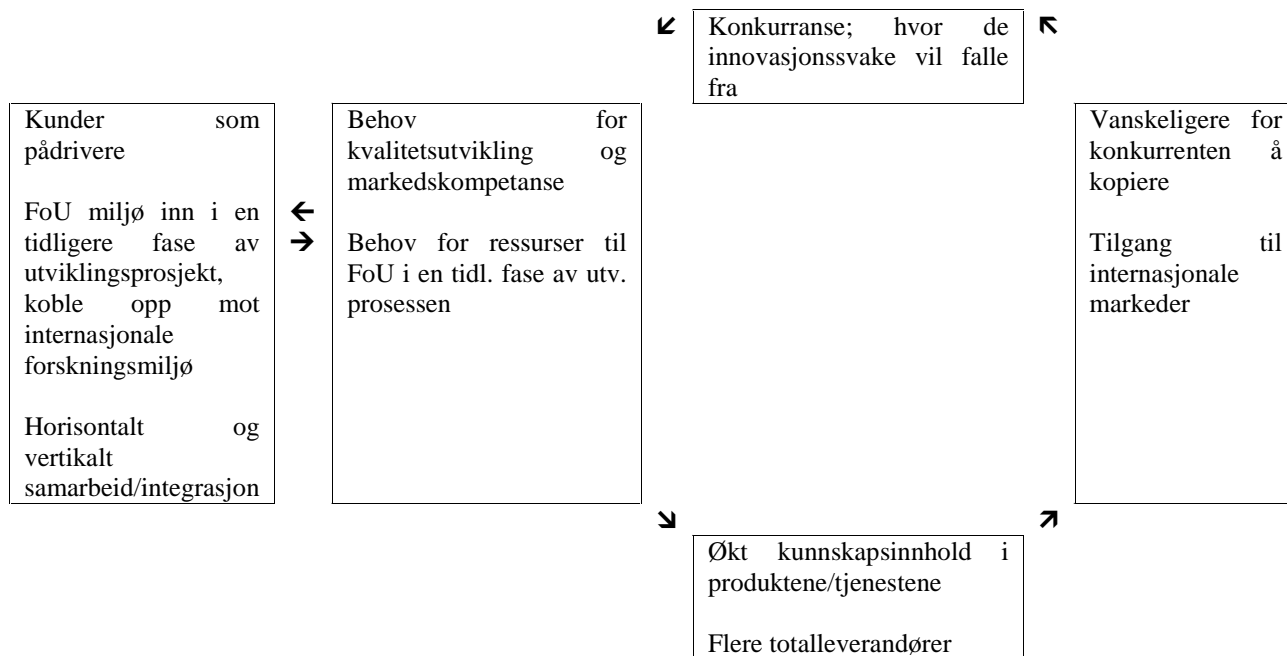 Konkurranse; hvor de
innovasjonssvake vil falle
fra
Kunder som
pådrivere
FoU miljø inn i en
tidligere fase av
utviklingsprosjekt,
koble opp mot
internasjonale
forskningsmiljø
Horisontalt og
vertikalt
samarbeid/integrasjon
Behov for
kvalitetsutvikling og
markedskompetanse
Behov for ressurser til
FoU i en tidl. fase av utv.
prosessen
Vanskeligere for
konkurrenten å
kopiere
Tilgang til
internasjonale
markeder
Økt kunnskapsinnhold i
produktene/tjenestene
Flere totalleverandører